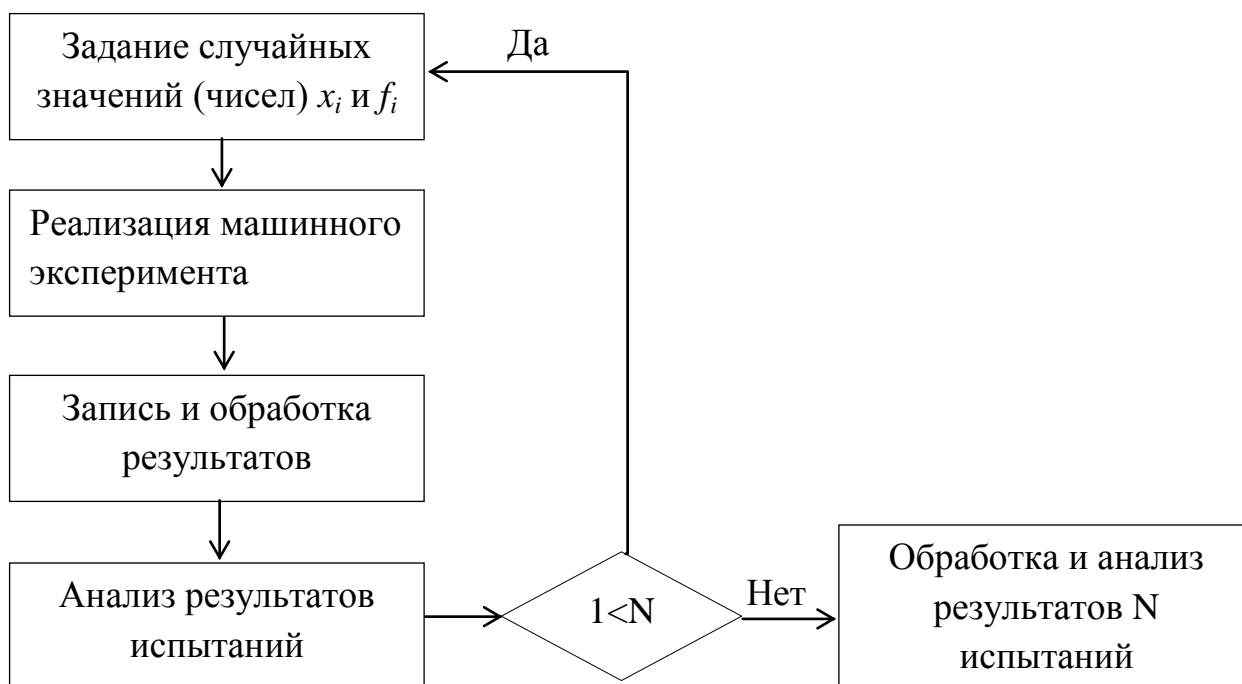 Задание случайных
значений (чисел) xᵢ и fᵢ
Да
Реализация машинного
эксперимента
Запись и обработка
результатов
Анализ результатов
испытаний
1<N
Нет
Обработка и анализ
результатов N
испытаний